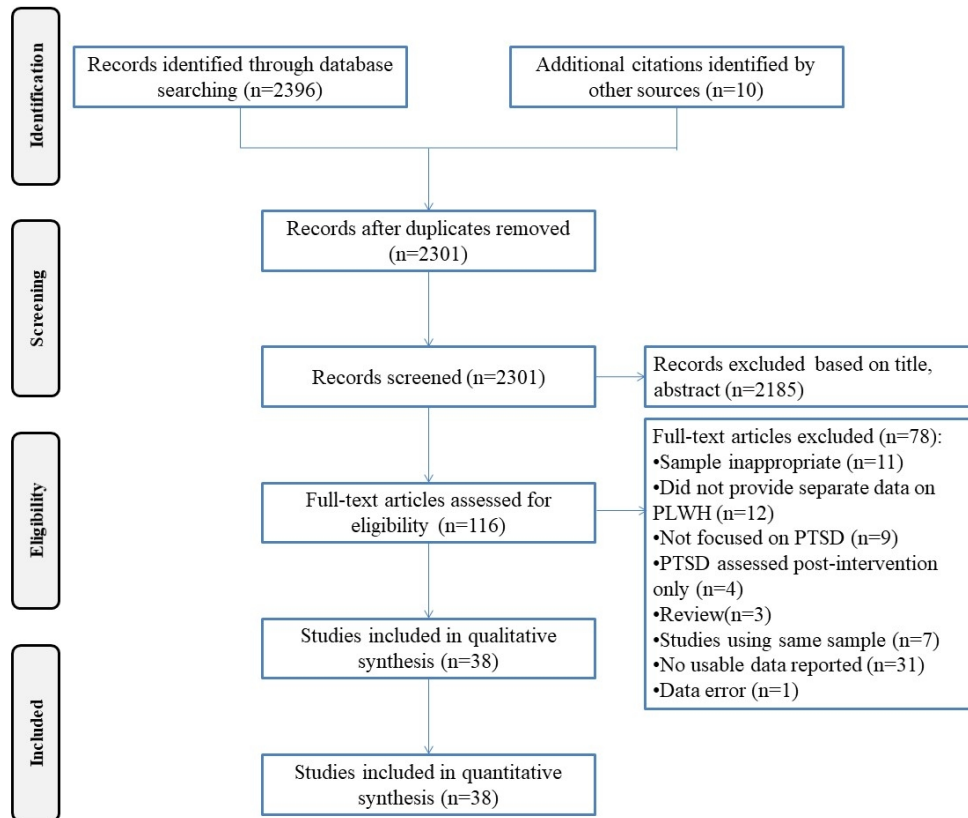 Identification
Records identified through database
searching (n=2396)
Additional citations identified by
other sources (n=10)
Screening
Records after duplicates removed
(n=2301)
Records screened (n=2301)
Records excluded based on title,
abstract (n=2185)
Eligibility
Full-text articles assessed for
eligibility (n=116)
Full-text articles excluded (n=78):
•Sample inappropriate (n=11)
•Did not provide separate data on
PLWH (n=12)
•Not focused on PTSD (n=9)
•PTSD assessed post-intervention
only (n=4)
•Review(n=3)
•Studies using same sample (n=7)
•No usable data reported (n=31)
•Data error (n=1)
Included
Studies included in qualitative
synthesis (n=38)
Studies included in quantitative
synthesis (n=38)